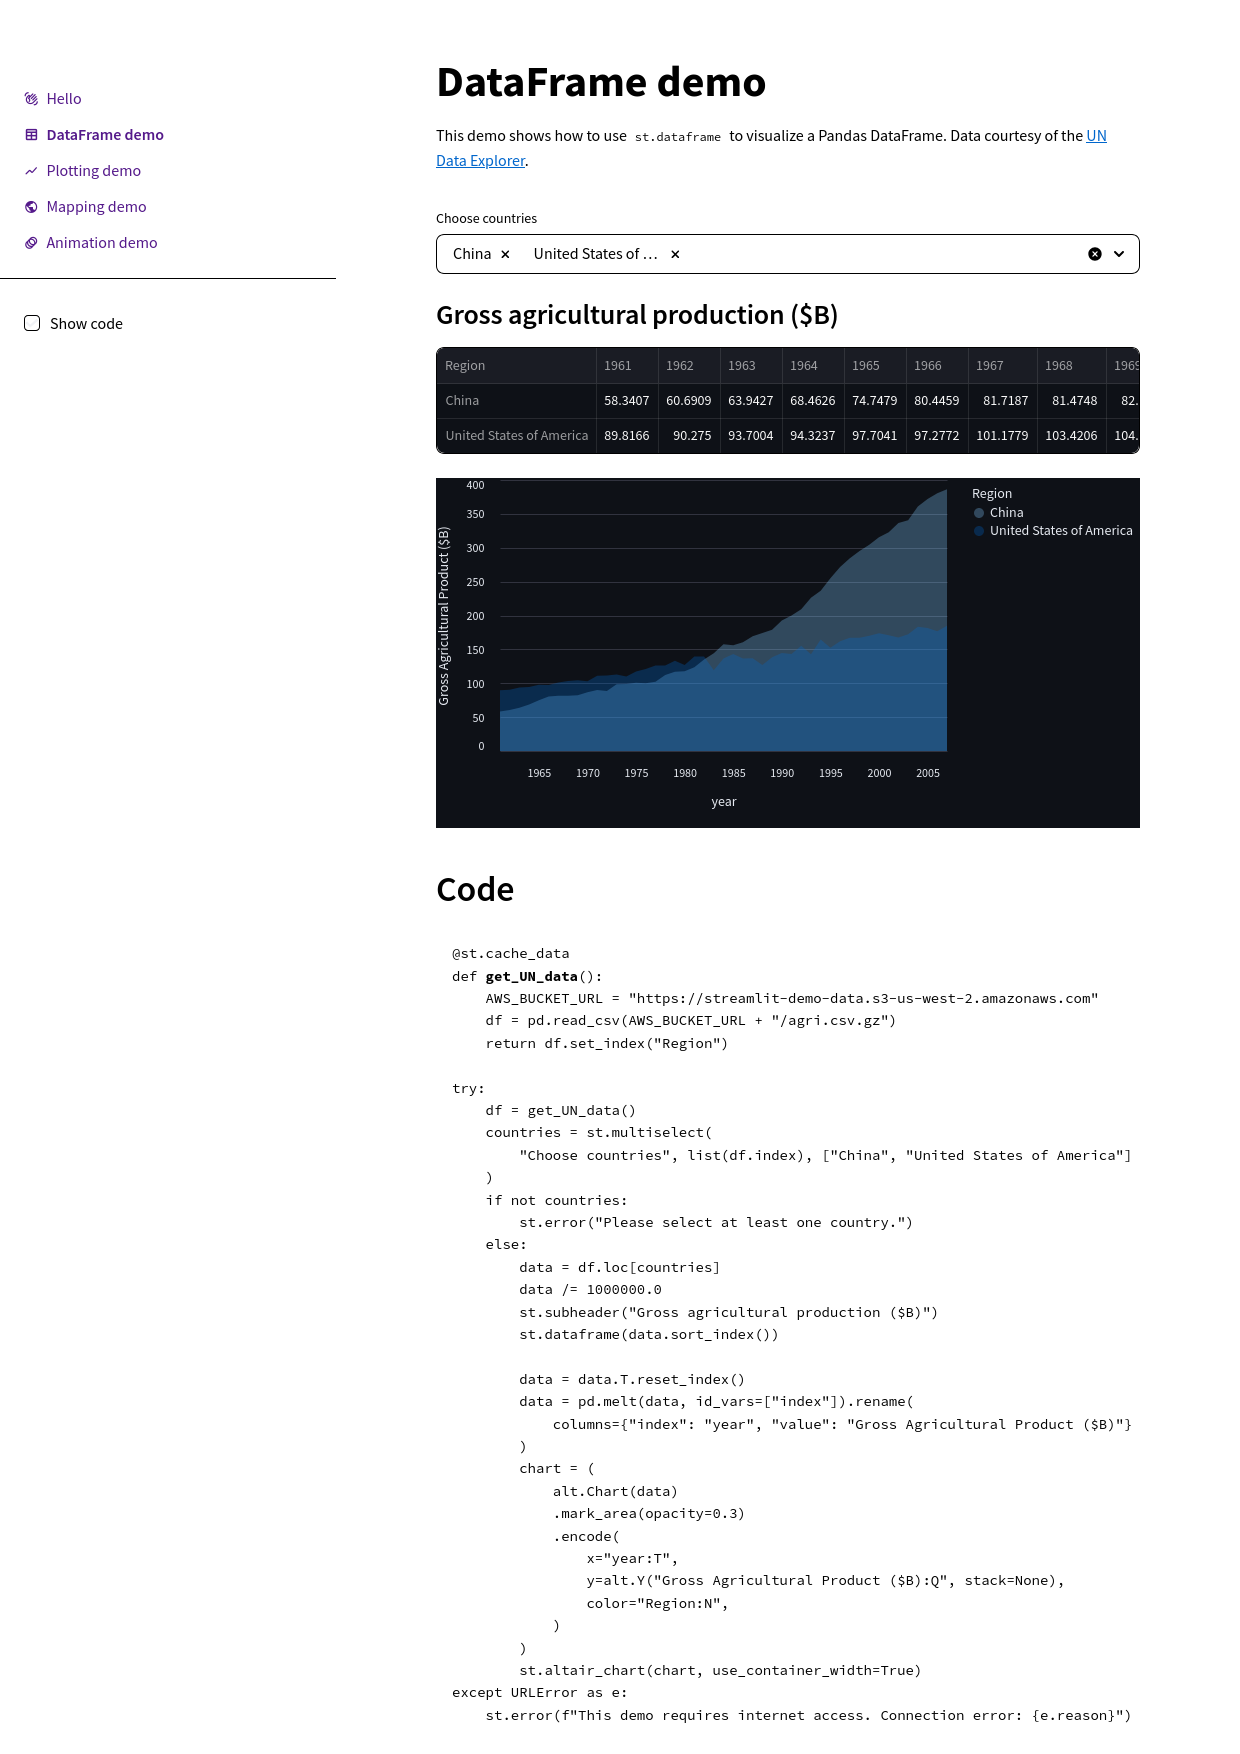 Hello
DataFrame demo
Plotting demo
Mapping demo
Animation demo
Show code
DataFrame demo
This demo shows how to use st.dataframe to visualize a Pandas DataFrame. Data courtesy of the UN
Data Explorer.
Choose countries
China United States of …
Gross agricultural production ($B)
Region 1961 1962 1963 1964 1965 1966 1967 1968 1969
China 58.3407 60.6909 63.9427 68.4626 74.7479 80.4459 81.7187 81.4748 82.
United States of America 89.8166 90.275 93.7004 94.3237 97.7041 97.2772 101.1779 103.4206 104.
Gross Agricultural Product ($B)
400
350
300
250
200
150
100
50
0
1965 1970 1975 1980 1985 1990 1995 2000 2005
year
Region
China
United States of America
Code
@st.cache_data
def get_UN_data():
    AWS_BUCKET_URL = "https://streamlit-demo-data.s3-us-west-2.amazonaws.com"
    df = pd.read_csv(AWS_BUCKET_URL + "/agri.csv.gz")
    return df.set_index("Region")
try:
    df = get_UN_data()
    countries = st.multiselect(
        "Choose countries", list(df.index), ["China", "United States of America"]
    )
    if not countries:
        st.error("Please select at least one country.")
    else:
        data = df.loc[countries]
        data /= 1000000.0
        st.subheader("Gross agricultural production ($B)")
        st.dataframe(data.sort_index())
        data = data.T.reset_index()
        data = pd.melt(data, id_vars=["index"]).rename(
            columns={"index": "year", "value": "Gross Agricultural Product ($B)"}
        )
        chart = (
            alt.Chart(data)
            .mark_area(opacity=0.3)
            .encode(
                x="year:T",
                y=alt.Y("Gross Agricultural Product ($B):Q", stack=None),
                color="Region:N",
            )
        )
        st.altair_chart(chart, use_container_width=True)
except URLError as e:
    st.error(f"This demo requires internet access. Connection error: {e.reason}")